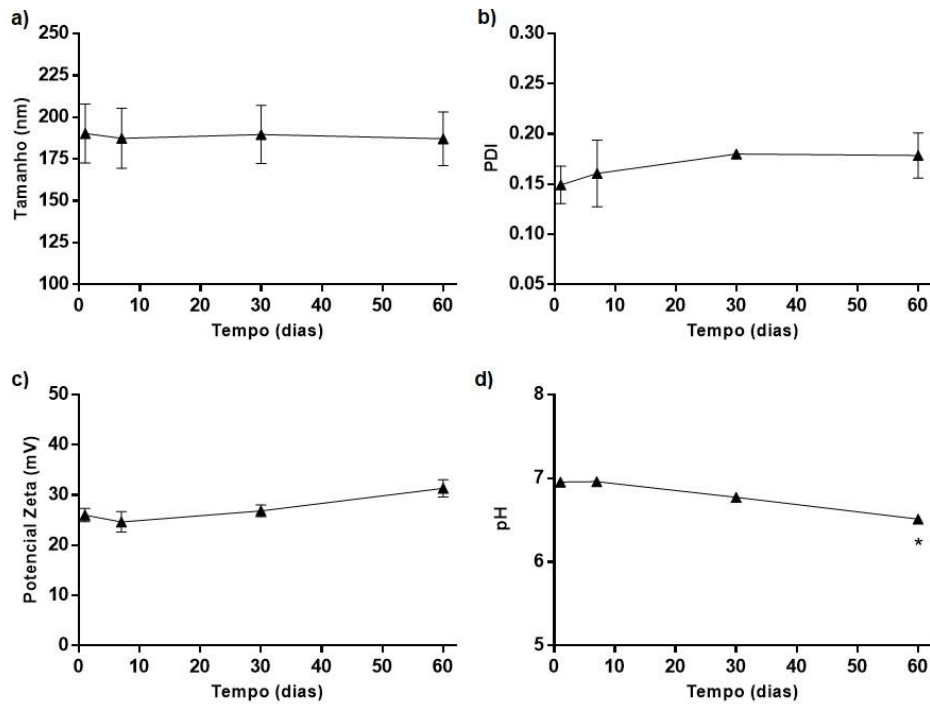 a)
250
225
200
175
150
125
100
Tamanho (nm)
0 10 20 30 40 50 60
Tempo (dias)
b)
0.30
0.25
0.20
0.15
0.10
0.05
PDI
0 10 20 30 40 50 60
Tempo (dias)
c)
50
40
30
20
10
0
Potencial Zeta (mV)
0 10 20 30 40 50 60
Tempo (dias)
d)
8
7
6
5
pH
*
0 10 20 30 40 50 60
Tempo (dias)